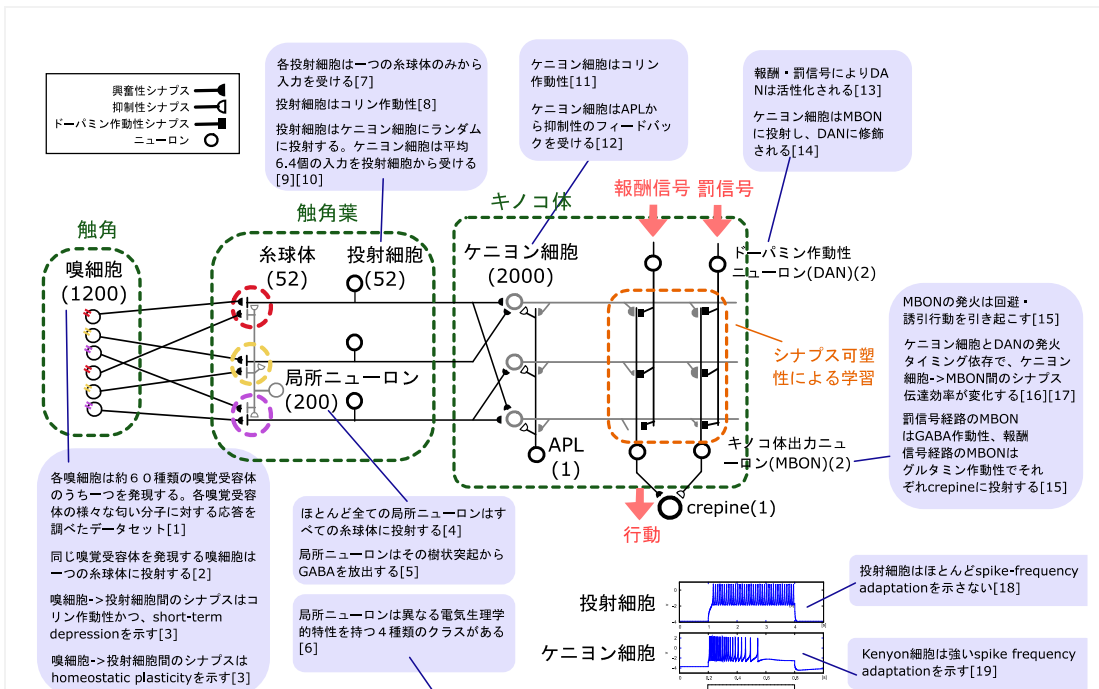 興奮性シナプス
抑制性シナプス
ドーパミン作動性シナプス
ニューロン
各投射細胞は一つの糸球体のみから
入力を受ける[7]
投射細胞はコリン作動性[8]
投射細胞はケニヨン細胞にランダム
に投射する。ケニヨン細胞は平均
6.4個の入力を投射細胞から受ける
[9][10]
ケニヨン細胞はコリン
作動性[11]
ケニヨン細胞はAPLか
ら抑制性のフィードバッ
クを受ける[12]
報酬・罰信号によりDA
Nは活性化される[13]
ケニヨン細胞はMBON
に投射し、DANに修飾
される[14]
報酬信号 罰信号
触角
触角葉
キノコ体
嗅細胞
(1200)
糸球体
(52)
投射細胞
(52)
ケニヨン細胞
(2000)
ドーパミン作動性
ニューロン(DAN)(2)
局所ニューロン
(200)
シナプス可塑
性による学習
APL
(1)
キノコ体出力ニュ
ーロン(MBON)(2)
crepine(1)
行動
MBONの発火は回避・
誘引行動を引き起こす[15]
ケニヨン細胞とDANの発火
タイミング依存で、ケニヨン
細胞->MBON間のシナプス
伝達効率が変化する[16][17]
罰信号経路のMBON
はGABA作動性、報酬
信号経路のMBONは
グルタミン作動性でそれ
ぞれcrepineに投射する[15]
各嗅細胞は約６０種類の嗅覚受容体
のうち一つを発現する。各嗅覚受容
体の様々な匂い分子に対する応答を
調べたデータセット[1]
同じ嗅覚受容体を発現する嗅細胞は
一つの糸球体に投射する[2]
嗅細胞->投射細胞間のシナプスはコ
リン作動性かつ、short-term
depressionを示す[3]
嗅細胞->投射細胞間のシナプスは
homeostatic plasticityを示す[3]
ほとんど全ての局所ニューロンはす
べての糸球体に投射する[4]
局所ニューロンはその樹状突起から
GABAを放出する[5]
局所ニューロンは異なる電気生理学
的特性を持つ４種類のクラスがある
[6]
投射細胞
ケニヨン細胞
投射細胞はほとんどspike-frequency
adaptationを示さない[18]
Kenyon細胞は強いspike frequency
adaptationを示す[19]